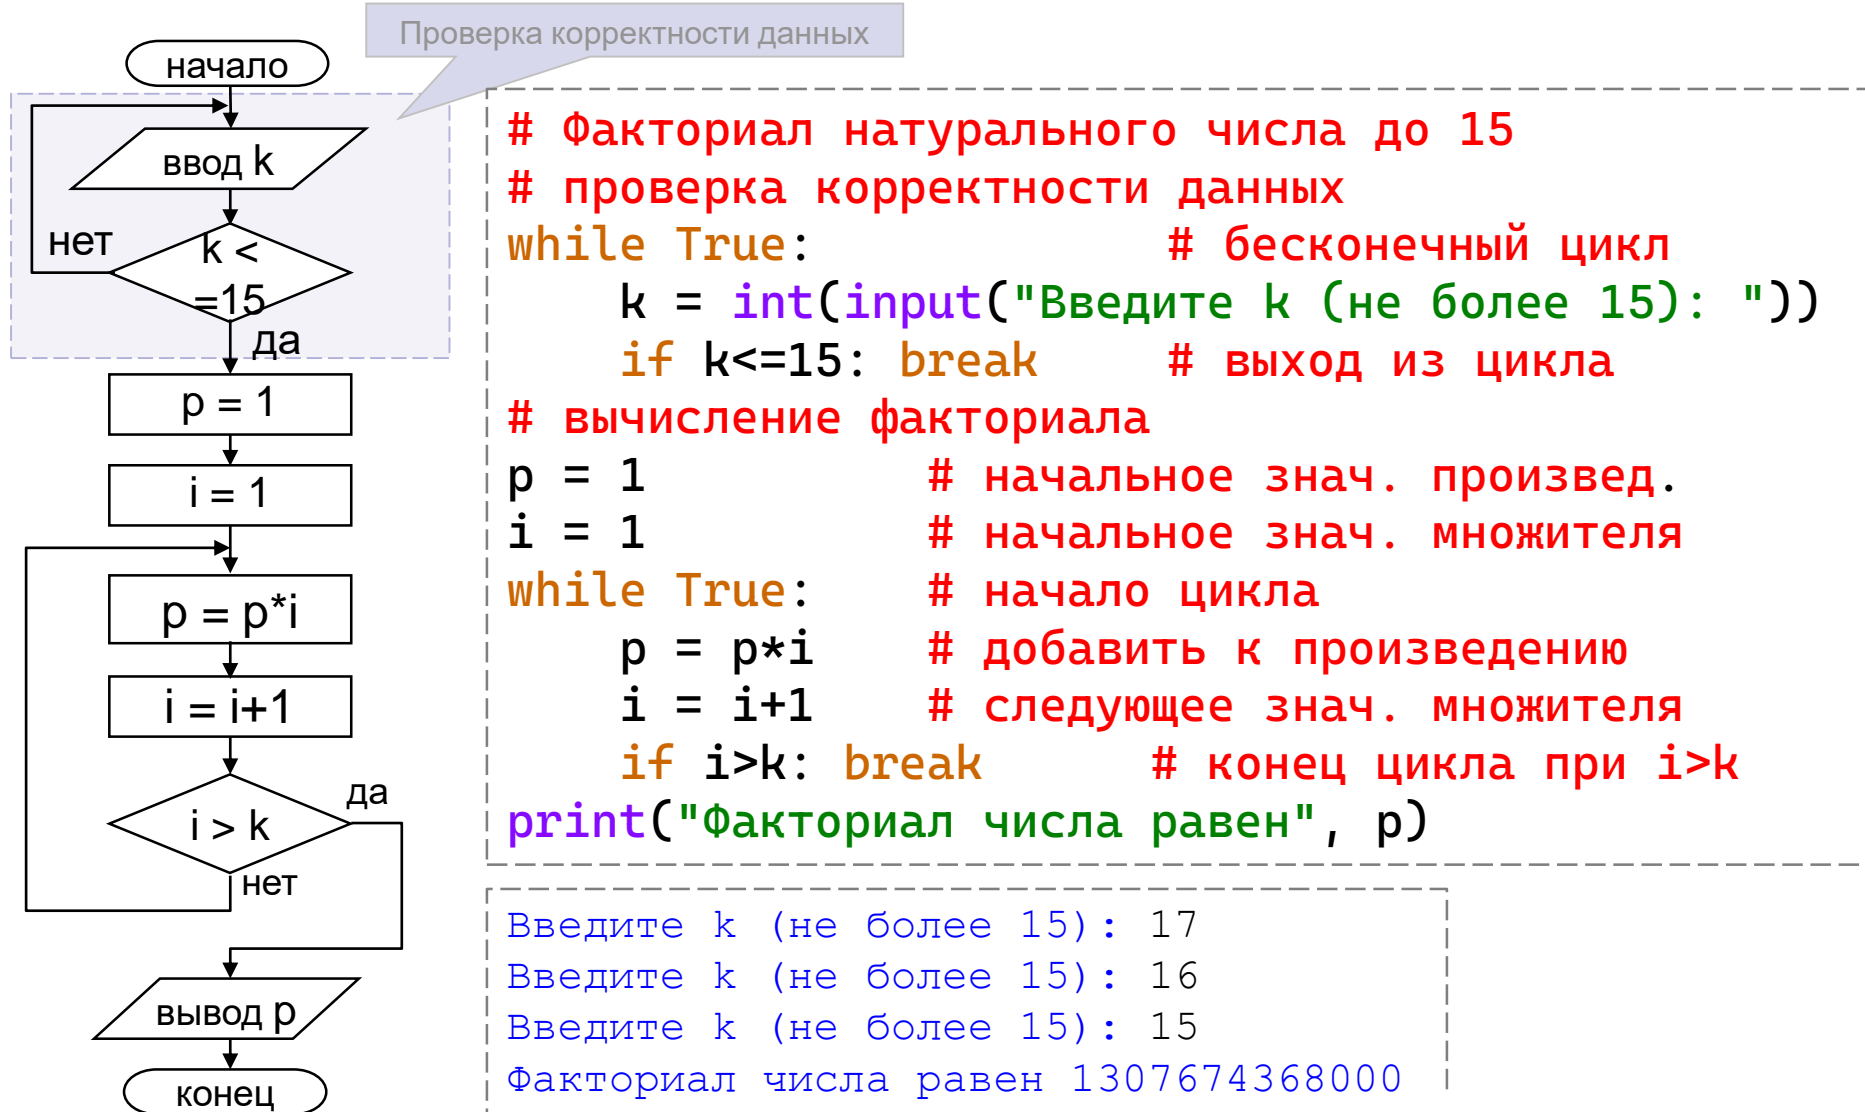 Проверка корректности данных
начало
ввод k
k <
=15
нет
да
p = 1
i = 1
p = p*i
i = i+1
i > k
да
нет
вывод p
конец
# Факториал натурального числа до 15
# проверка корректности данных
while True: # бесконечный цикл
k = int(input("Введите k (не более 15): "))
if k<=15: break # выход из цикла
# вычисление факториала
p = 1 # начальное знач. произвед.
i = 1 # начальное знач. множителя
while True: # начало цикла
p = p*i # добавить к произведению
i = i+1 # следующее знач. множителя
if i>k: break # конец цикла при i>k
print("Факториал числа равен", p)
Введите k (не более 15): 17
Введите k (не более 15): 16
Введите k (не более 15): 15
Факториал числа равен 1307674368000